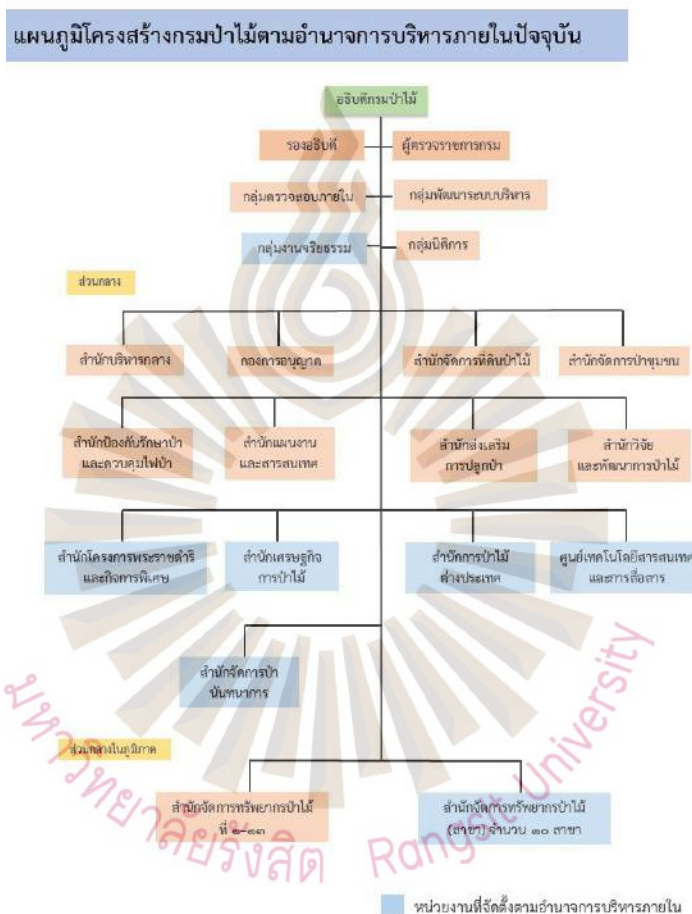 แผนภูมิโครงสร้างกรมป่าไม้ตามอำนาจการบริหารภายในปัจจุบัน
อธิบดีกรมป่าไม้
รองอธิบดี
ผู้ตรวจราชการกรม
กลุ่มตรวจสอบภายใน
กลุ่มพัฒนาระบบบริหาร
กลุ่มงานจริยธรรม
กลุ่มนิติการ
ส่วนกลาง
สำนักบริหารกลาง
กองการอนุญาต
สำนักจัดการที่ดินป่าไม้
สำนักจัดการป่าชุมชน
สำนักป้องกันรักษาป่า
และควบคุมไฟป่า
สำนักแผนงาน
และสารสนเทศ
สำนักส่งเสริม
การปลูกป่า
สำนักวิจัย
และพัฒนาการป่าไม้
สำนักโครงการพระราชดำริ
และกิจการพิเศษ
สำนักเศรษฐกิจ
การป่าไม้
สำนักการป่าไม้
ต่างประเทศ
ศูนย์เทคโนโลยีสารสนเทศ
และการสื่อสาร
สำนักจัดการป่า
นันทนาการ
ส่วนกลางในภูมิภาค
สำนักจัดการทรัพยากรป่าไม้
ที่ ๑-๑๓
สำนักจัดการทรัพยากรป่าไม้
(สาขา) จำนวน ๑๐ สาขา
มหาวิทยาลัยรังสิต Rangsit University
หน่วยงานที่จัดตั้งตามอำนาจการบริหารภายใน